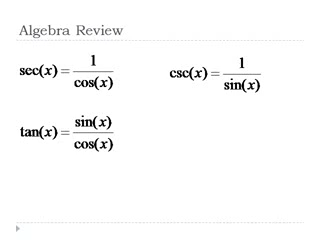 Algebra Review
sec(x) = 1/cos(x)
csc(x) = 1/sin(x)
tan(x) = sin(x)/cos(x)